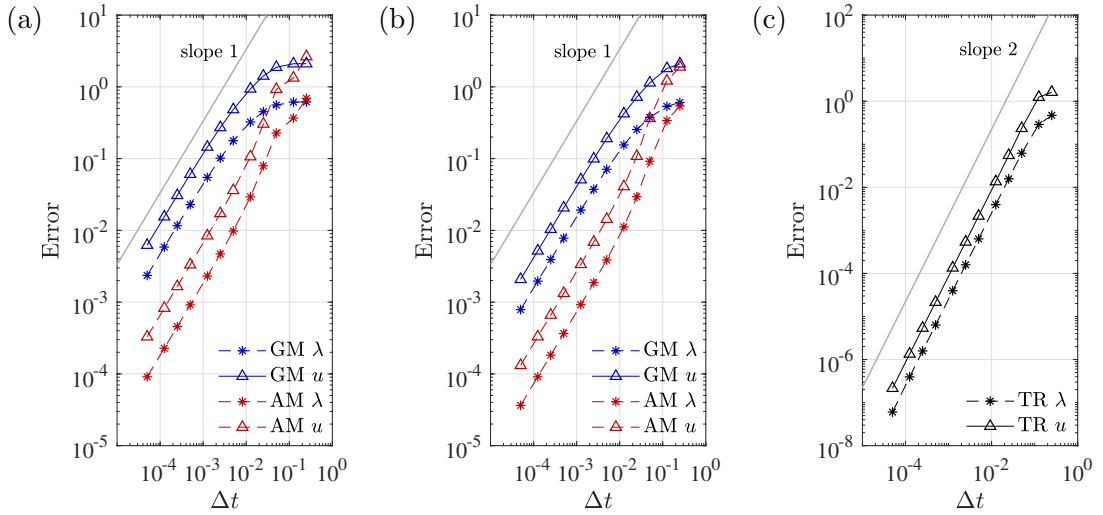 (a)
slope 1
10^2
10^1
10^0
10^-1
10^-2
10^-3
10^-4
10^-5
Error
GM λ
GM u
AM λ
AM u
10^-4 10^-3 10^-2 10^-1 10^0
Δt
(b)
slope 1
10^2
10^1
10^0
10^-1
10^-2
10^-3
10^-4
10^-5
Error
GM λ
GM u
AM λ
AM u
10^-4 10^-3 10^-2 10^-1 10^0
Δt
(c)
slope 2
10^2
10^0
10^-2
10^-4
10^-6
10^-8
Error
TR λ
TR u
10^-4 10^-2 10^0
Δt